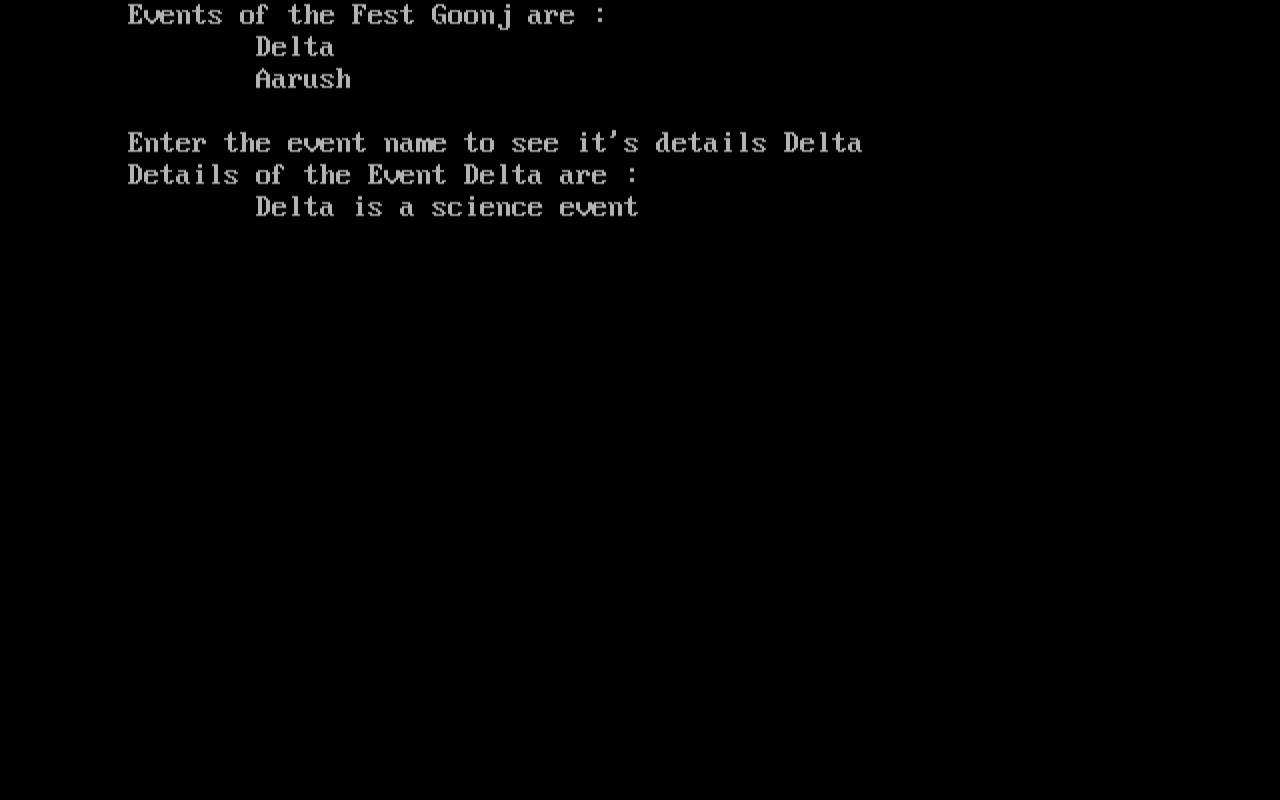 Events of the Fest Goonj are :
Delta
Aarush
Enter the event name to see it's details Delta
Details of the Event Delta are :
Delta is a science event